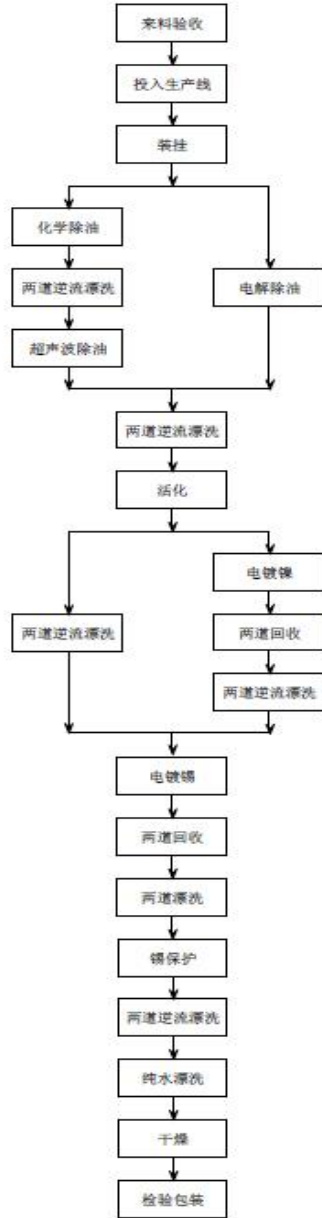 来料验收
投入生产线
装挂
化学除油
两道逆流漂洗
电解除油
超声波除油
两道逆流漂洗
活化
电镀镍
两道逆流漂洗
两道回收
两道逆流漂洗
电镀锡
两道回收
两道漂洗
锡保护
两道逆流漂洗
纯水漂洗
干燥
检验包装